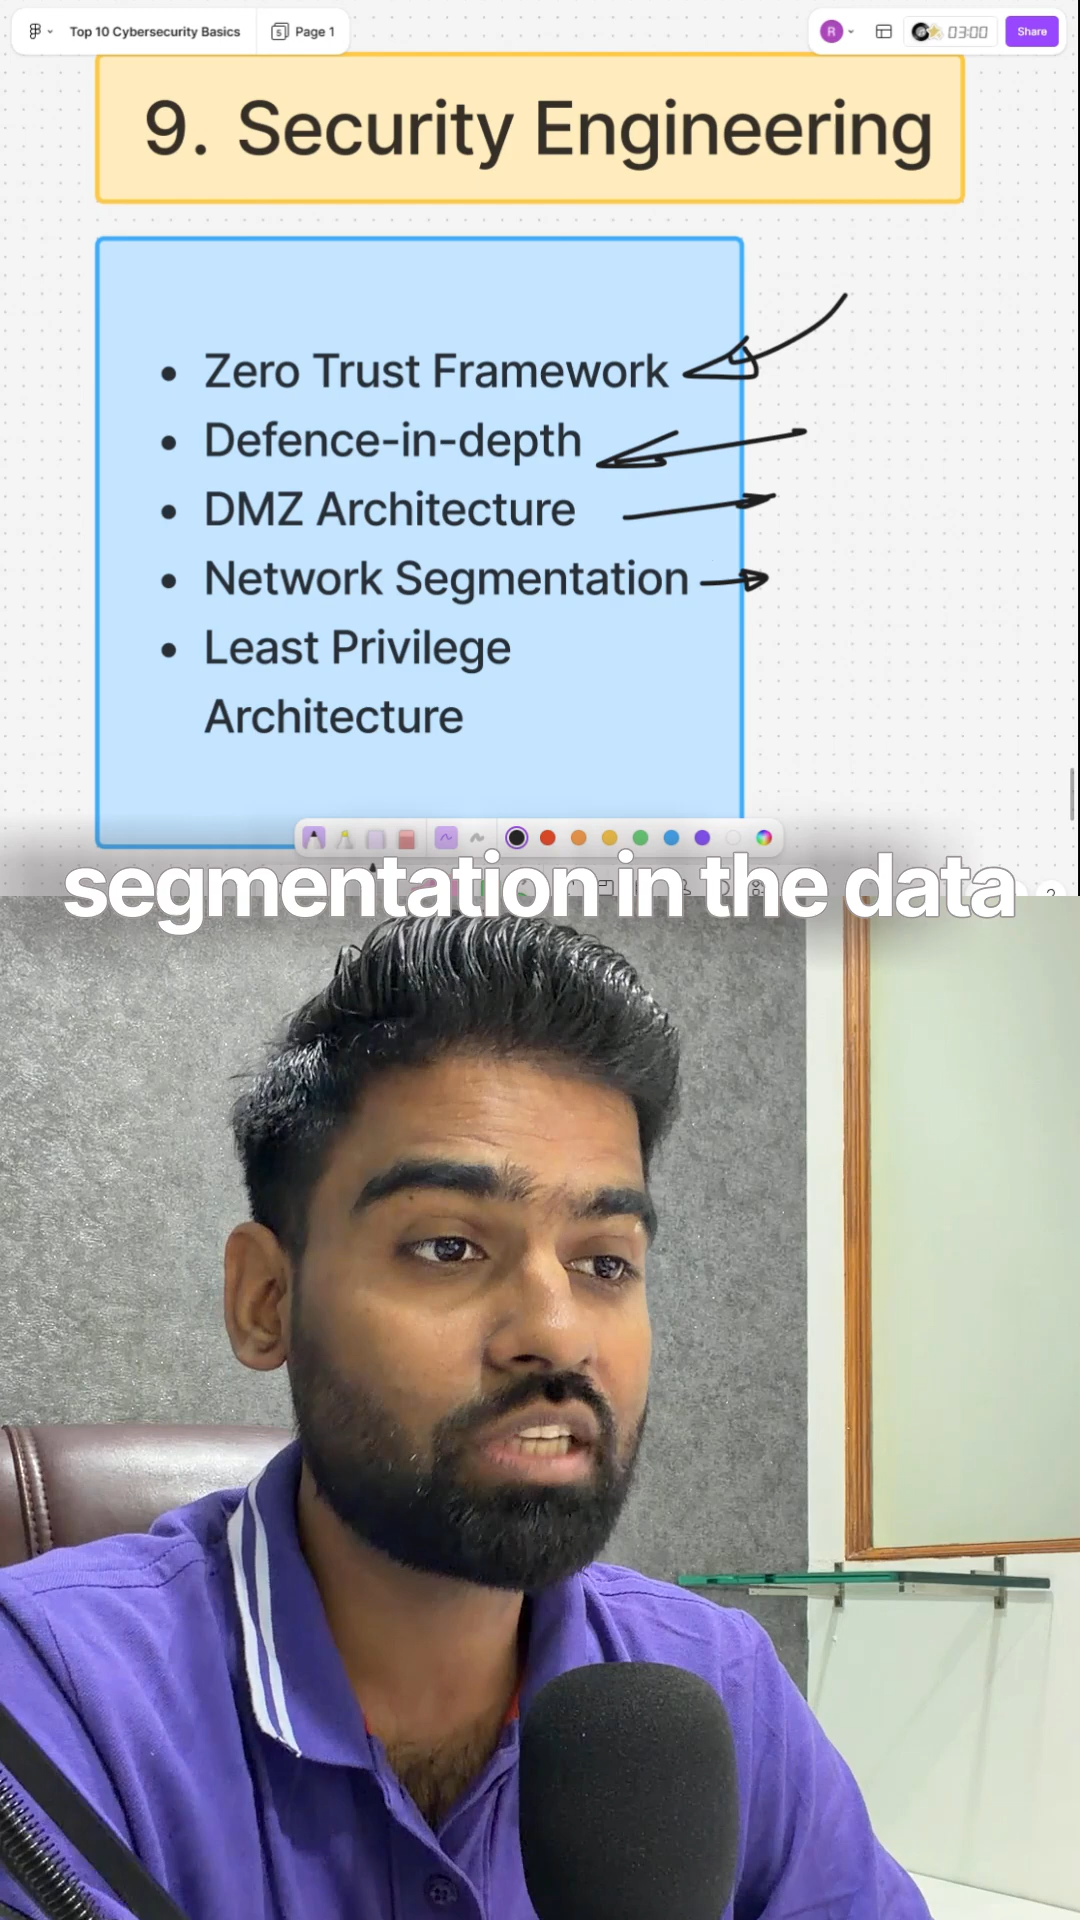 Top 10 Cybersecurity Basics
5
Page 1
R
03:00
Share
9. Security Engineering
• Zero Trust Framework
• Defence-in-depth
• DMZ Architecture
• Network Segmentation
• Least Privilege
Architecture
segmentation in the data